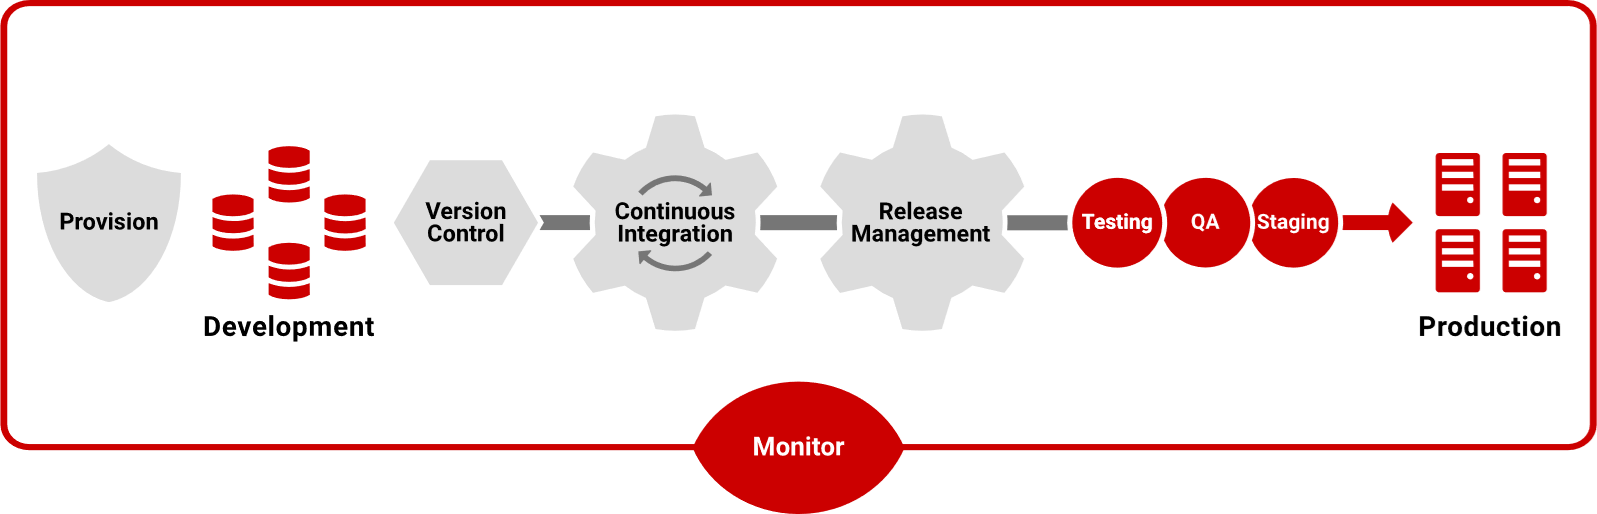 Provision
Development
Version
Control
Continuous
Integration
Release
Management
Testing
QA
Staging
Production
Monitor